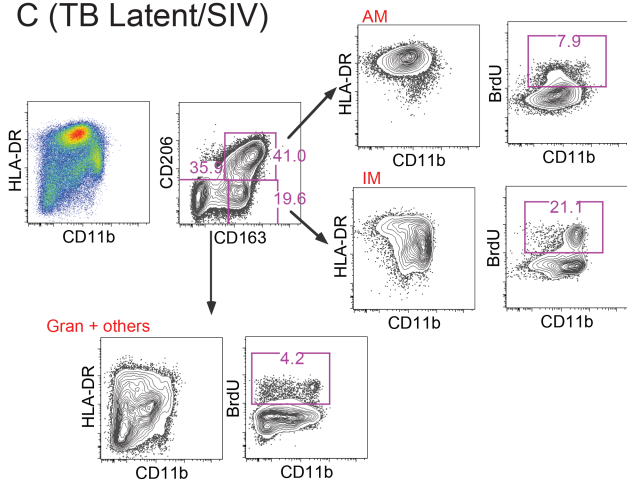 C (TB Latent/SIV)
AM
HLA-DR
CD11b
BrdU
7.9
CD11b
HLA-DR
CD11b
CD206
35.9
41.0
19.6
CD163
IM
HLA-DR
CD11b
BrdU
21.1
CD11b
Gran + others
HLA-DR
CD11b
BrdU
4.2
CD11b